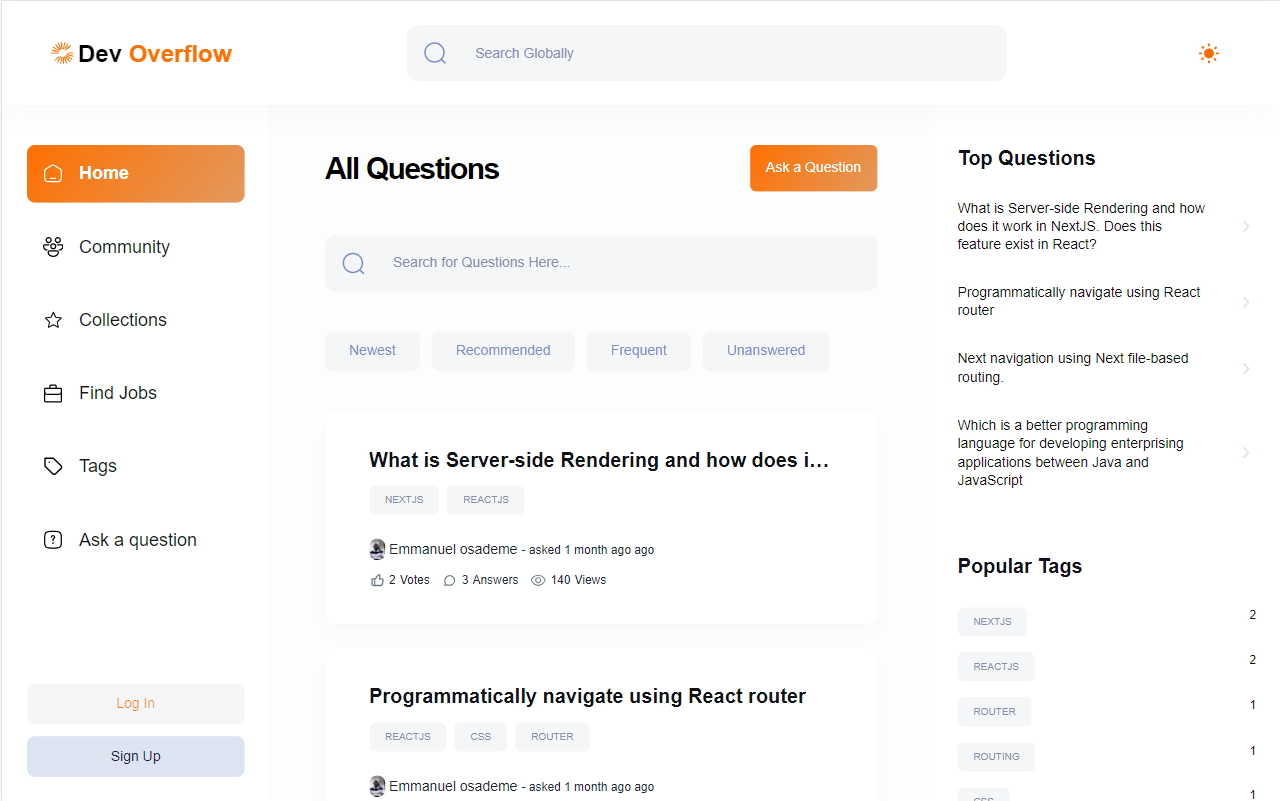 Dev Overflow
Search Globally
Home
Community
Collections
Find Jobs
Tags
Ask a question
Log In
Sign Up
All Questions
Ask a Question
Search for Questions Here...
Newest
Recommended
Frequent
Unanswered
What is Server-side Rendering and how does i...
NEXTJS
REACTJS
Emmanuel osademe - asked 1 month ago ago
2 Votes
3 Answers
140 Views
Programmatically navigate using React router
REACTJS
CSS
ROUTER
Emmanuel osademe - asked 1 month ago ago
Top Questions
What is Server-side Rendering and how
does it work in NextJS. Does this
feature exist in React?
Programmatically navigate using React
router
Next navigation using Next file-based
routing.
Which is a better programming
language for developing enterprising
applications between Java and
JavaScript
Popular Tags
NEXTJS 2
REACTJS 2
ROUTER 1
ROUTING 1
CSS 1